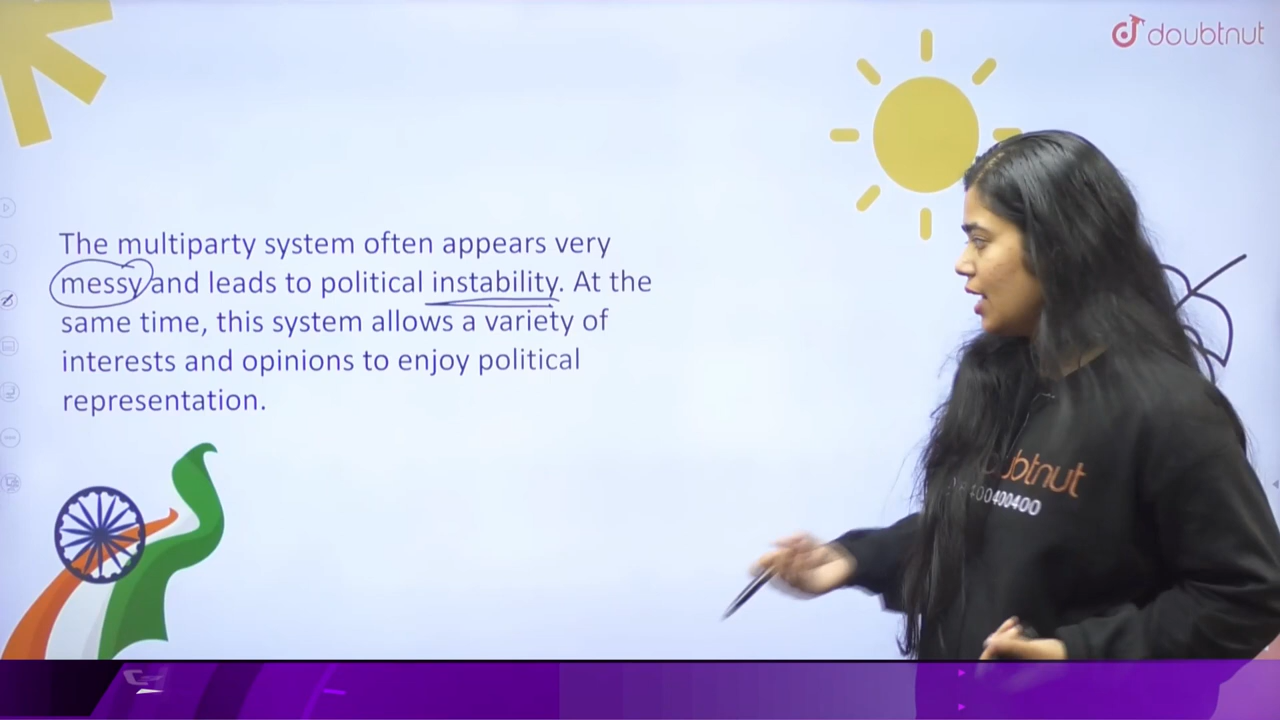 doubtnut
The multiparty system often appears very
messy and leads to political instability. At the
same time, this system allows a variety of
interests and opinions to enjoy political
representation.
ubtnut
400400400